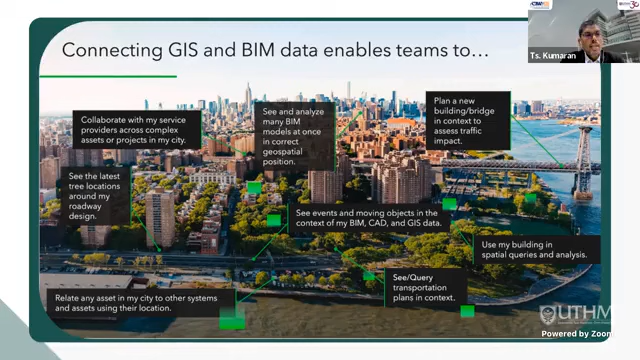 Connecting GIS and BIM data enables teams to…
Ts. Kumaran
Collaborate with my service
providers across complex
assets or projects in my city.
See and analyze
many BIM
models at once
in correct
geospatial
position.
Plan a new
building/bridge
in context to
assess traffic
impact.
See the latest
tree locations
around my
roadway
design.
See events and moving objects in the
context of my BIM, CAD, and GIS data.
Use my building in
spatial queries and analysis.
See/Query
transportation
plans in context.
Relate any asset in my city to other systems
and assets using their location.
UTHM
Powered by Zoom